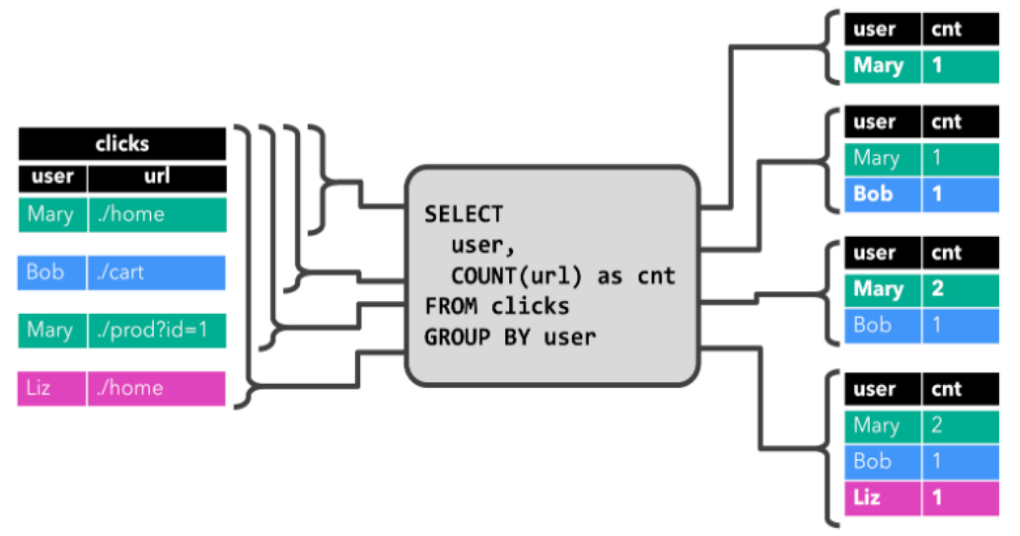 clicks
user url
Mary ./home
Bob ./cart
Mary ./prod?id=1
Liz ./home
SELECT
user,
COUNT(url) as cnt
FROM clicks
GROUP BY user
user cnt
Mary 1
user cnt
Mary 1
Bob 1
user cnt
Mary 2
Bob 1
user cnt
Mary 2
Bob 1
Liz 1